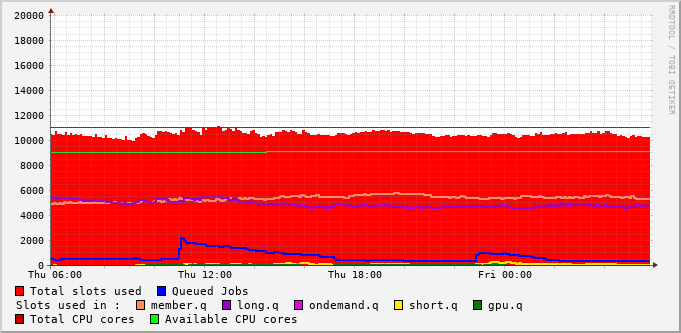 20000
18000
16000
14000
12000
10000
8000
6000
4000
2000
0
Thu 06:00 Thu 12:00 Thu 18:00 Fri 00:00
Total slots used Queued Jobs
Slots used in : member.q long.q ondemand.q short.q gpu.q
Total CPU cores Available CPU cores
RRDTOOL / TOBI OETIKER